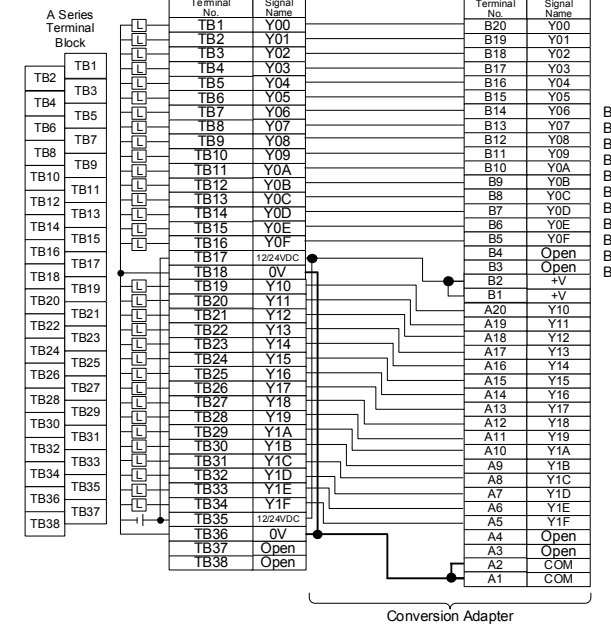 A Series
Terminal
Block
TB1
TB2
TB3
TB4
TB5
TB6
TB7
TB8
TB9
TB10
TB11
TB12
TB13
TB14
TB15
TB16
TB17
TB18
TB19
TB20
TB21
TB22
TB23
TB24
TB25
TB26
TB27
TB28
TB29
TB30
TB31
TB32
TB33
TB34
TB35
TB36
TB37
TB38
Terminal No. Signal Name
L TB1 Y00
L TB2 Y01
L TB3 Y02
L TB4 Y03
L TB5 Y04
L TB6 Y05
L TB7 Y06
L TB8 Y07
L TB9 Y08
L TB10 Y09
L TB11 Y0A
L TB12 Y0B
L TB13 Y0C
L TB14 Y0D
L TB15 Y0E
L TB16 Y0F
TB17 12/24VDC
TB18 0V
L TB19 Y10
L TB20 Y11
L TB21 Y12
L TB22 Y13
L TB23 Y14
L TB24 Y15
L TB25 Y16
L TB26 Y17
L TB27 Y18
L TB28 Y19
L TB29 Y1A
L TB30 Y1B
L TB31 Y1C
L TB32 Y1D
L TB33 Y1E
L TB34 Y1F
TB35 12/24VDC
TB36 0V
TB37 Open
TB38 Open
Terminal No. Signal Name
B20 Y00
B19 Y01
B18 Y02
B17 Y03
B16 Y04
B15 Y05
B14 Y06
B13 Y07
B12 Y08
B11 Y09
B10 Y0A
B9 Y0B
B8 Y0C
B7 Y0D
B6 Y0E
B5 Y0F
B4 Open
B3 Open
B2 +V
B1 +V
A20 Y10
A19 Y11
A18 Y12
A17 Y13
A16 Y14
A15 Y15
A14 Y16
A13 Y17
A12 Y18
A11 Y19
A10 Y1A
A9 Y1B
A8 Y1C
A7 Y1D
A6 Y1E
A5 Y1F
A4 Open
A3 Open
A2 COM
A1 COM
Conversion Adapter